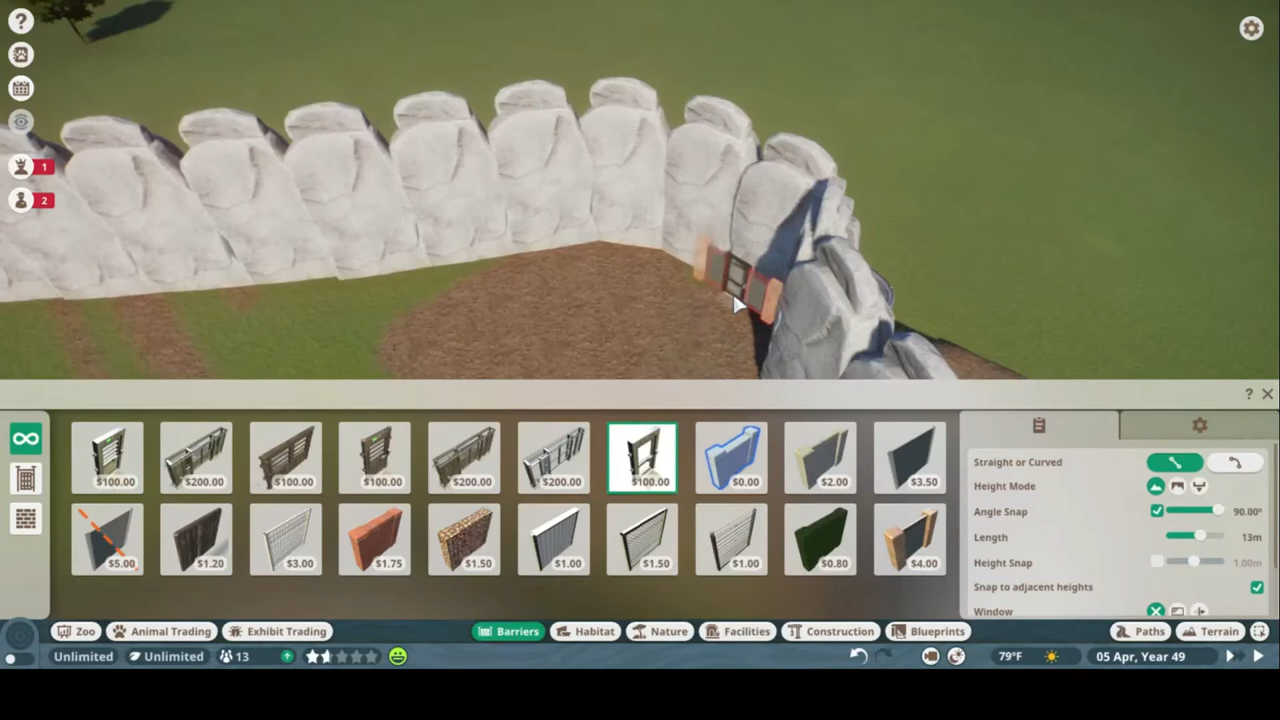 ?
1
2
? ×
$100.00 $200.00 $100.00 $100.00 $200.00 $200.00 $100.00 $0.00 $2.00 $3.50
$5.00 $1.20 $3.00 $1.75 $1.50 $1.00 $1.50 $1.00 $0.80 $4.00
Straight or Curved
Height Mode
Angle Snap 90.00°
Length 13m
Height Snap 1.00m
Snap to adjacent heights
Window
Zoo Animal Trading Exhibit Trading Barriers Habitat Nature Facilities Construction Blueprints Paths Terrain
Unlimited Unlimited 13 79°F 05 Apr, Year 49